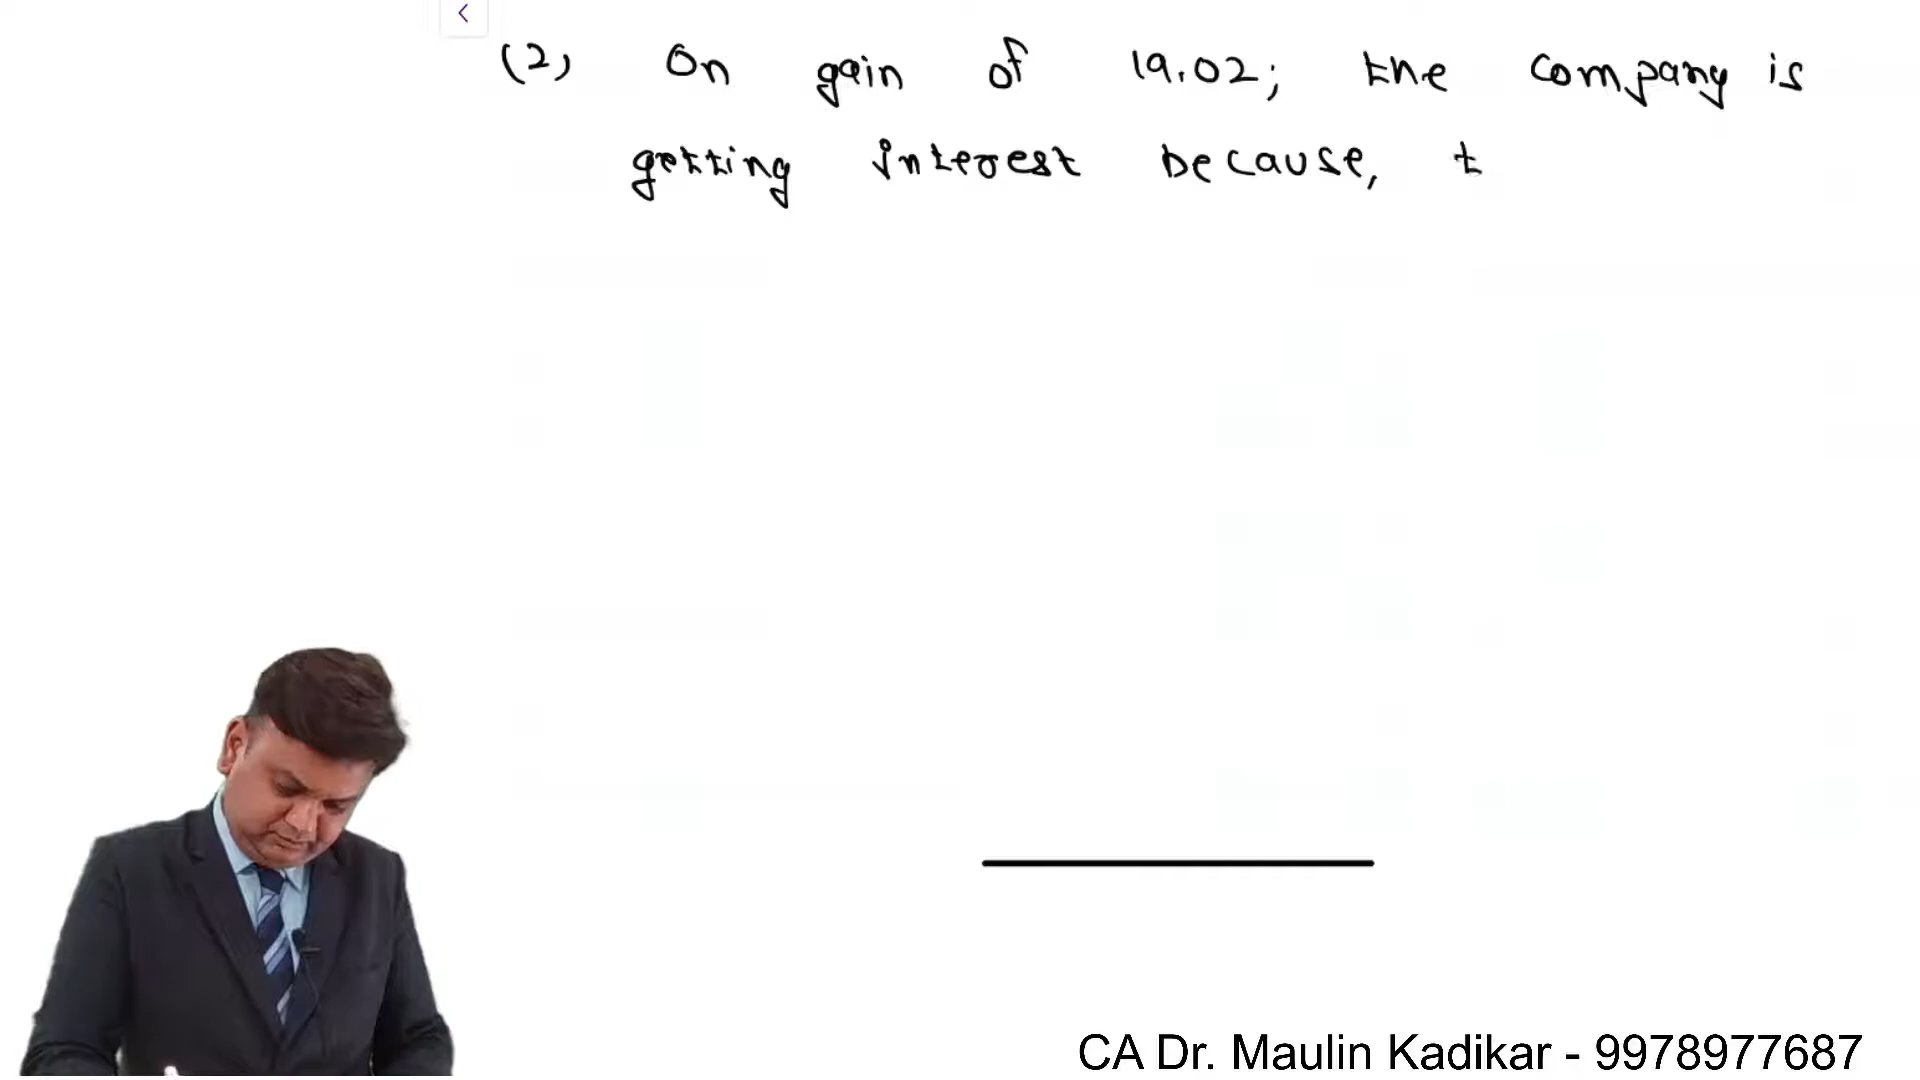 (2) On gain of 19.02; the company is
getting interest because, t
CA Dr. Maulin Kadikar - 9978977687